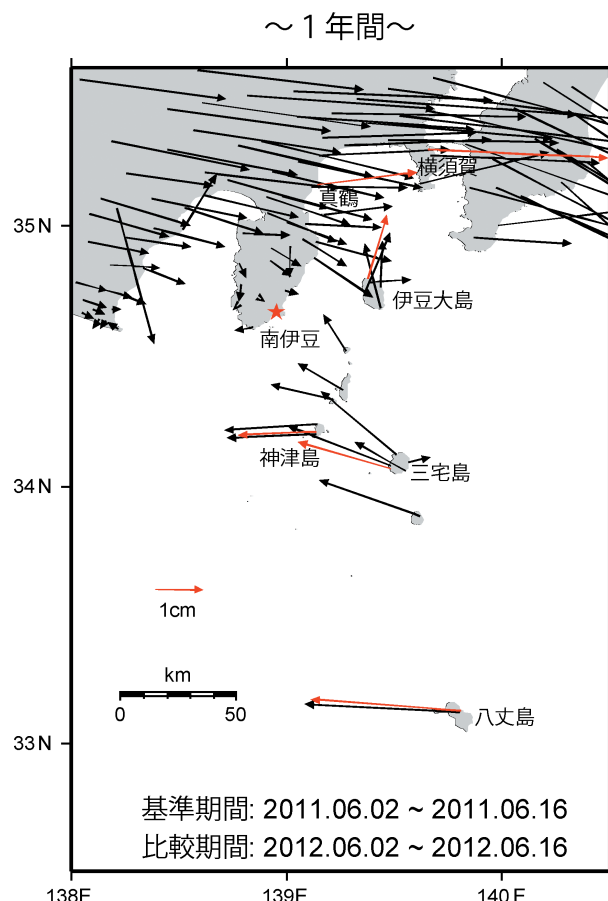 ～1年間～
横須賀
真鶴
35N
伊豆大島
南伊豆
神津島
三宅島
34N
1cm
km
0 50
八丈島
33N
基準期間: 2011.06.02 ~ 2011.06.16
比較期間: 2012.06.02 ~ 2012.06.16
138E 139E 140E